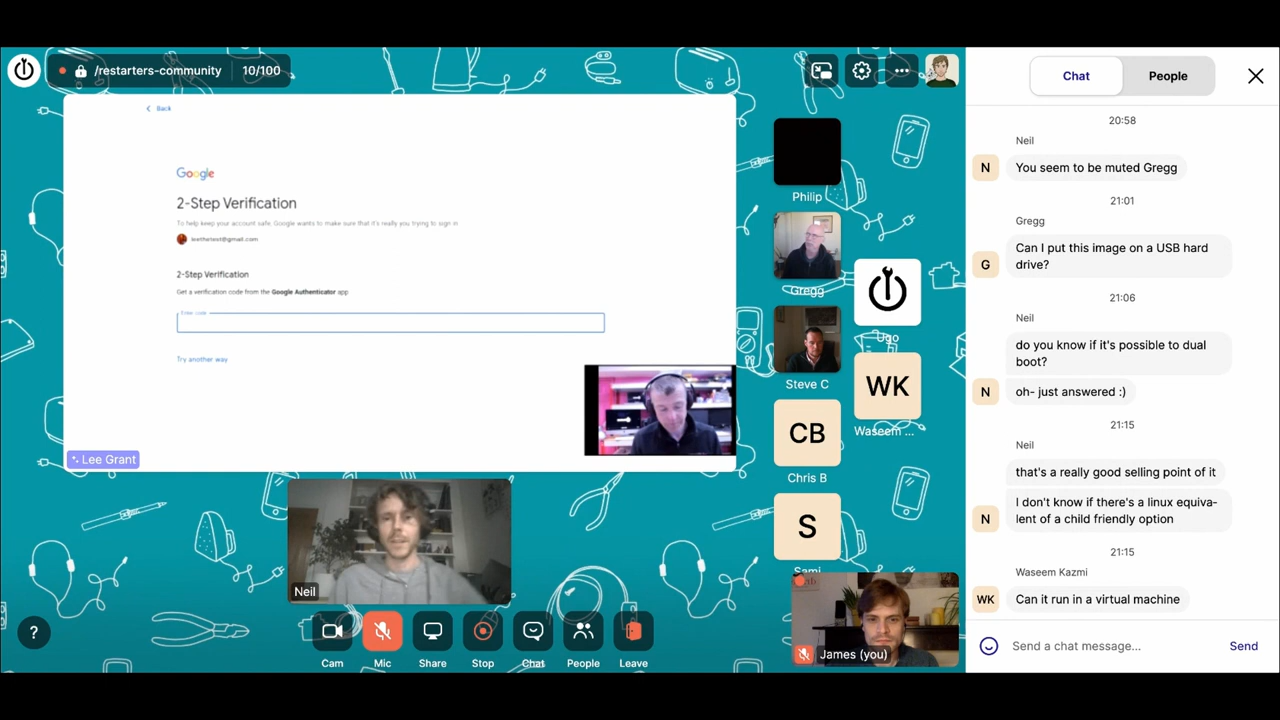 /restarters-community
10/100
Back
Google
2-Step Verification
To help keep your account safe, Google wants to make sure that it's really you trying to sign in
leethetest@gmail.com
2-Step Verification
Get a verification code from the Google Authenticator app
Enter code
Try another way
Lee Grant
Philip
Gregg
Ugo
Steve C
WK
Waseem ...
CB
Chris B
S
Sami
Neil
James (you)
?
Cam
Mic
Share
Stop
Chat
People
Leave
Chat
People
20:58
Neil
N
You seem to be muted Gregg
21:01
Gregg
G
Can I put this image on a USB hard
drive?
21:06
Neil
do you know if it's possible to dual
boot?
N
oh- just answered :)
21:15
Neil
that's a really good selling point of it
N
I don't know if there's a linux equiva-
lent of a child friendly option
21:15
Waseem Kazmi
WK
Can it run in a virtual machine
Send a chat message...
Send